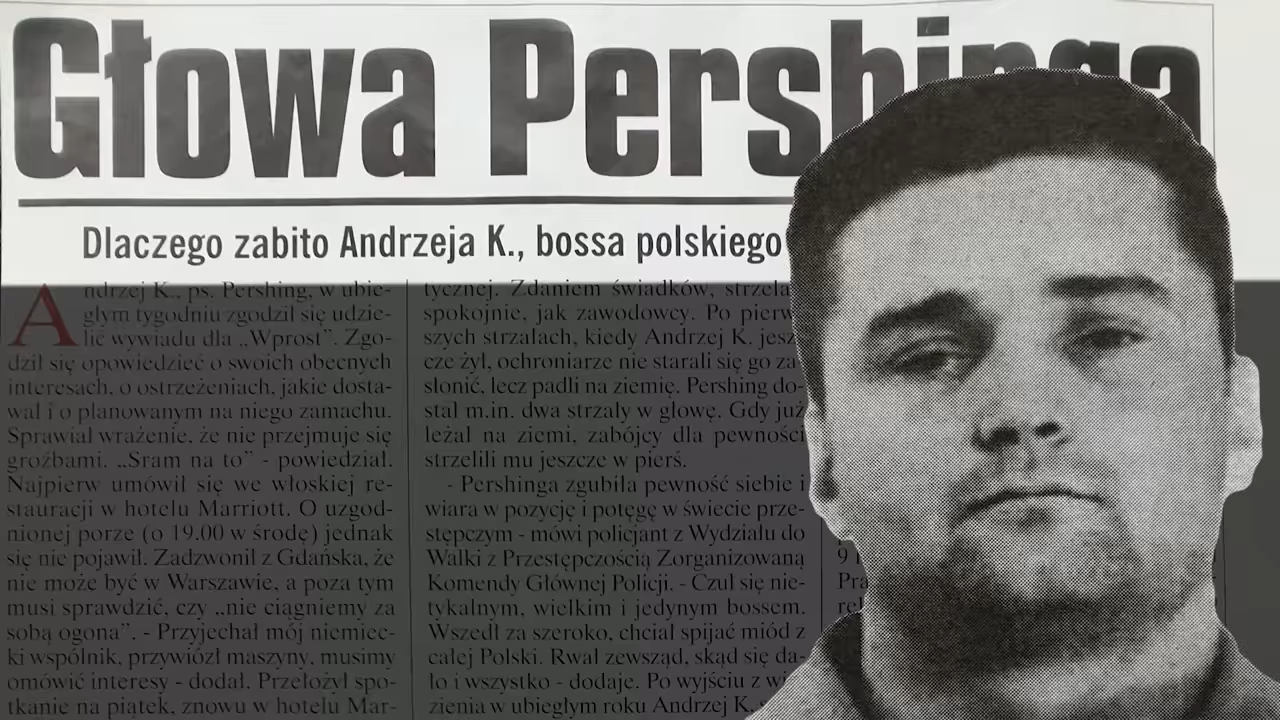 Głowa Pershinga
Dlaczego zabito Andrzeja K., bossa polskiego
Andrzej K., ps. Pershing, w ubie-
głym tygodniu zgodził się udzie-
lić wywiadu dla „Wprost”. Zgo-
dził się opowiedzieć o swoich obecnych
interesach, o ostrzeżeniach, jakie dosta-
wał i o planowanym na niego zamachu.
Sprawiał wrażenie, że nie przejmuje się
groźbami. „Sram na to” - powiedział.
Najpierw umówił się we włoskiej re-
stauracji w hotelu Marriott. O uzgod-
nionej porze (o 19.00 w środę) jednak
się nie pojawił. Zadzwonił z Gdańska, że
nie może być w Warszawie, a poza tym
musi sprawdzić, czy „nie ciągniemy za
sobą ogona”. - Przyjechał mój niemiec-
ki wspólnik, przywiózł maszyny, musimy
omówić interesy - dodał. Przełożył spo-
tkanie na piątek, znowu w hotelu Mar-
tycznej. Zdaniem świadków, strzela
spokojnie, jak zawodowcy. Po pierw
szych strzałach, kiedy Andrzej K. jesz
cze żył, ochroniarze nie starali się go za
słonić, lecz padli na ziemię. Pershing do-
stał m.in. dwa strzały w głowę. Gdy już
leżał na ziemi, zabójcy dla pewności
strzelili mu jeszcze w pierś.
- Pershinga zgubiła pewność siebie i
wiara w pozycję i potęgę w świecie prze-
stępczym - mówi policjant z Wydziału do
Walki z Przestępczością Zorganizowaną
Komendy Głównej Policji. - Czuł się nie-
tykalnym, wielkim i jedynym bossem.
Wszedł za szeroko, chciał spijać miód z
całej Polski. Rwał zewsząd, skąd się da-
ło i wszystko - dodaje. Po wyjściu z wi
zienia w ubiegłym roku Andrzej K.
9
Pra
rel